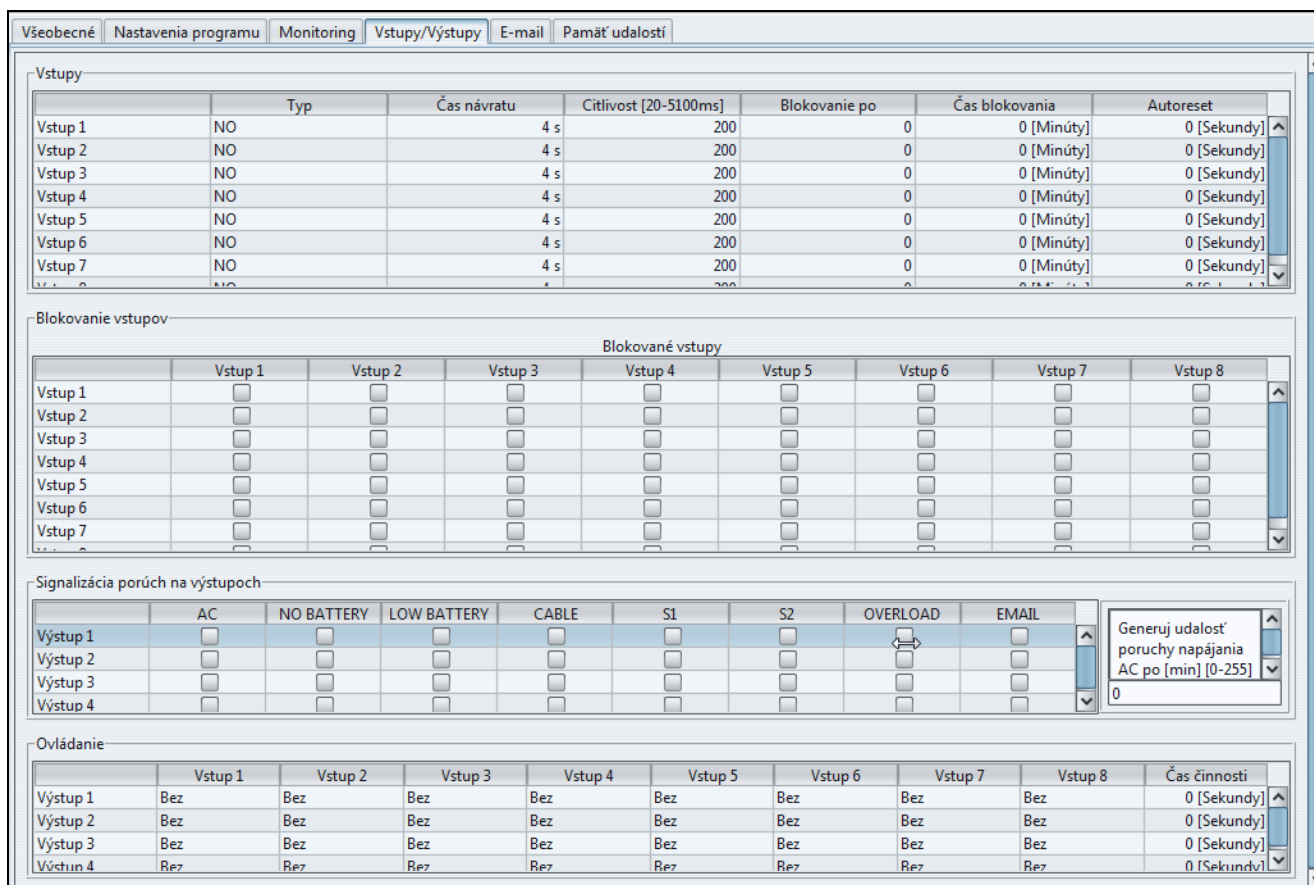 Všeobecné Nastavenia programu Monitoring Vstupy/Výstupy E-mail Pamäť udalostí
Vstupy
Typ Čas návratu Citlivost [20-5100ms] Blokovanie po Čas blokovania Autoreset
Vstup 1 NO 4 s 200 0 0 [Minúty] 0 [Sekundy]
Vstup 2 NO 4 s 200 0 0 [Minúty] 0 [Sekundy]
Vstup 3 NO 4 s 200 0 0 [Minúty] 0 [Sekundy]
Vstup 4 NO 4 s 200 0 0 [Minúty] 0 [Sekundy]
Vstup 5 NO 4 s 200 0 0 [Minúty] 0 [Sekundy]
Vstup 6 NO 4 s 200 0 0 [Minúty] 0 [Sekundy]
Vstup 7 NO 4 s 200 0 0 [Minúty] 0 [Sekundy]
Blokovanie vstupov
Blokované vstupy
Vstup 1 Vstup 2 Vstup 3 Vstup 4 Vstup 5 Vstup 6 Vstup 7 Vstup 8
Vstup 1
Vstup 2
Vstup 3
Vstup 4
Vstup 5
Vstup 6
Vstup 7
Signalizácia porúch na výstupoch
AC NO BATTERY LOW BATTERY CABLE S1 S2 OVERLOAD EMAIL
Výstup 1
Výstup 2
Výstup 3
Výstup 4
Generuj udalosť
poruchy napájania
AC po [min] [0-255]
0
Ovládanie
Vstup 1 Vstup 2 Vstup 3 Vstup 4 Vstup 5 Vstup 6 Vstup 7 Vstup 8 Čas činnosti
Výstup 1 Bez Bez Bez Bez Bez Bez Bez Bez 0 [Sekundy]
Výstup 2 Bez Bez Bez Bez Bez Bez Bez Bez 0 [Sekundy]
Výstup 3 Bez Bez Bez Bez Bez Bez Bez Bez 0 [Sekundy]
Výstup 4 Bez Bez Bez Bez Bez Bez Bez Bez 0 [Sekundy]